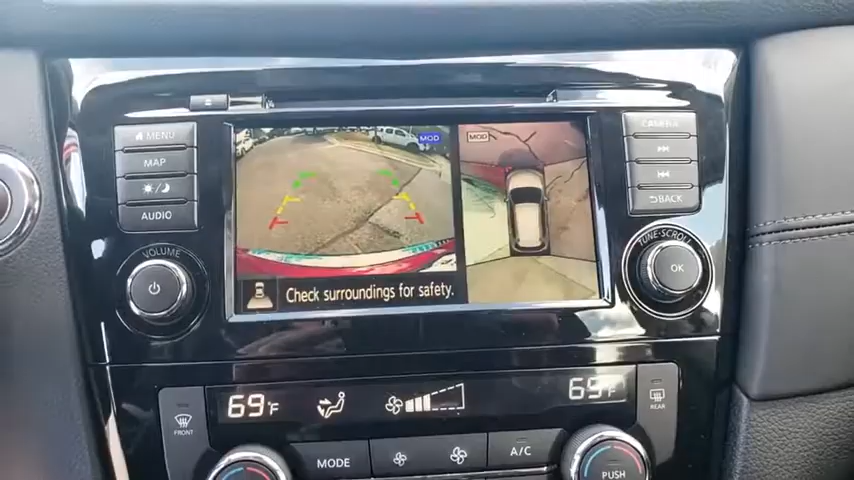 MENU
MAP
AUDIO
VOLUME
MOD
MOD
Check surroundings for safety.
CAMERA
BACK
TUNE·SCROLL
OK
69°F
69°F
FRONT
REAR
MODE
A/C
PUSH